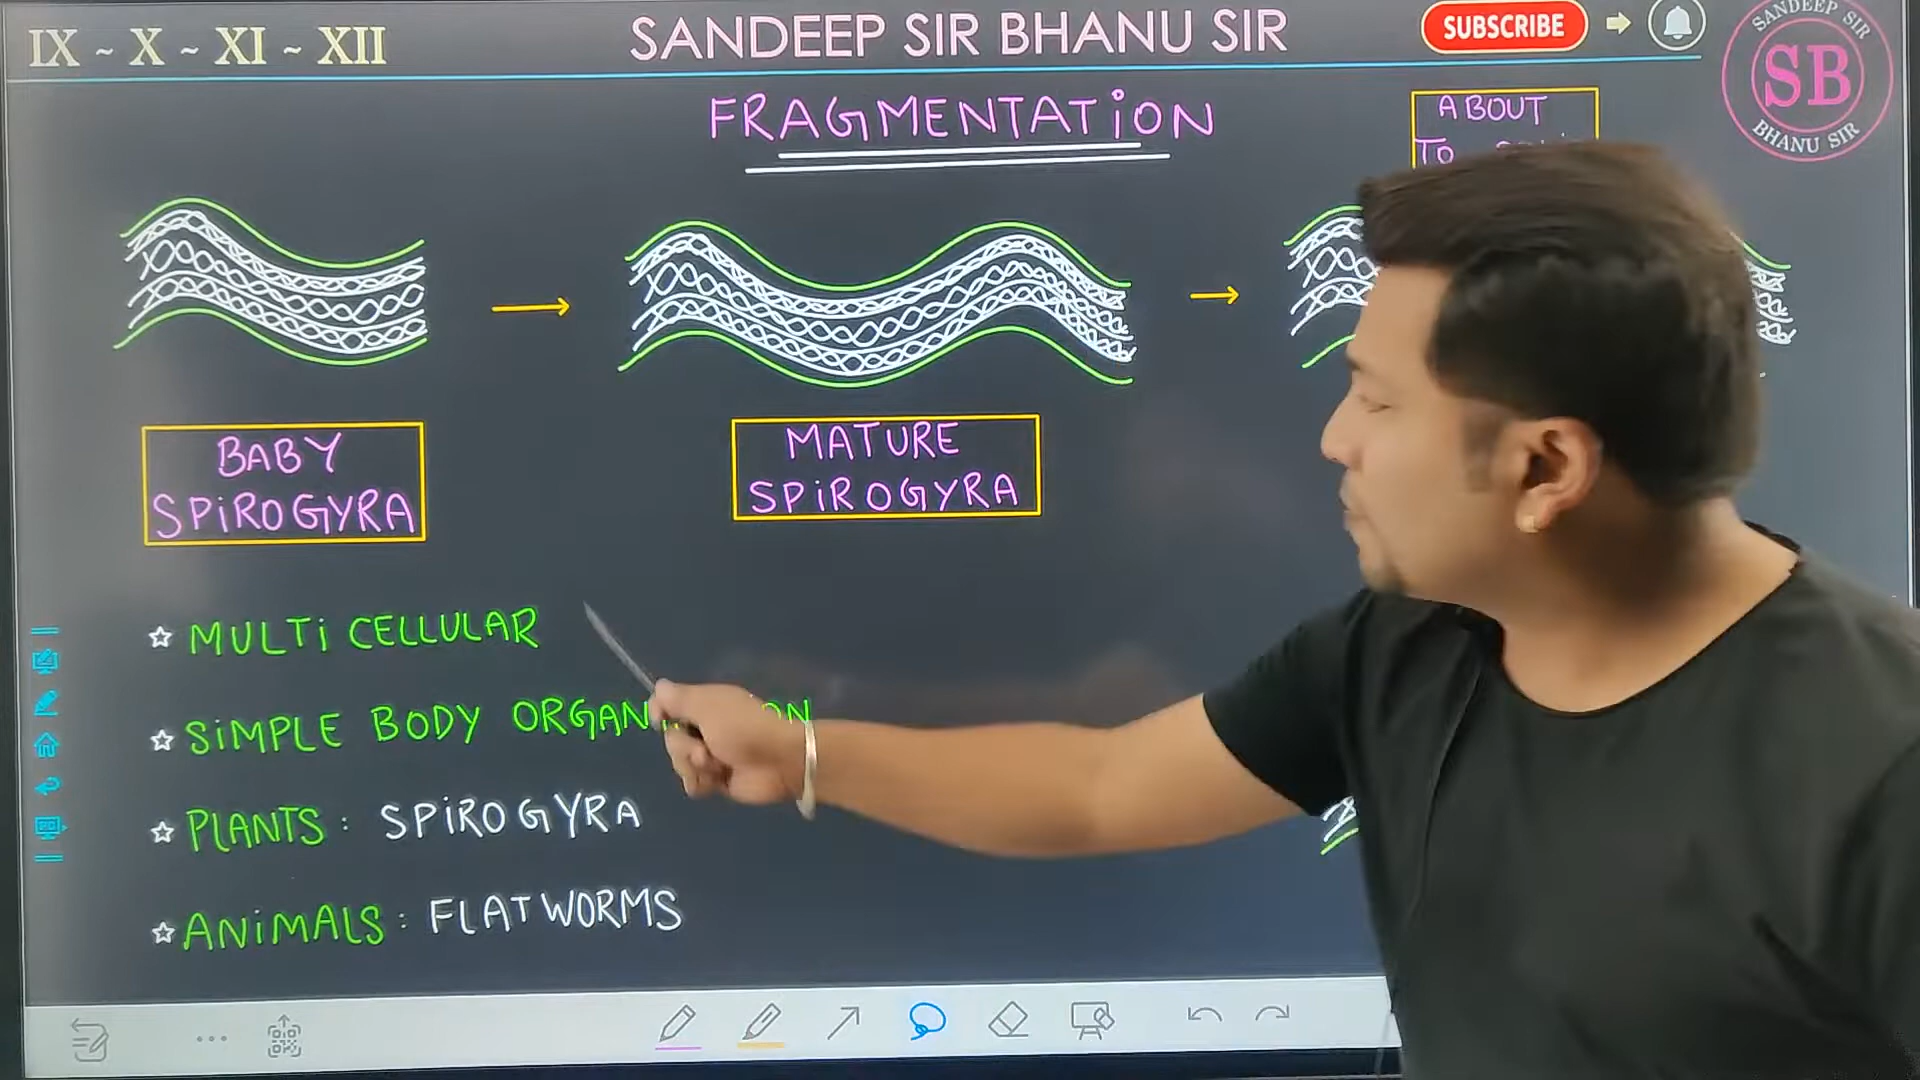 IX ~ X ~ XI ~ XII
SANDEEP SIR BHANU SIR
SUBSCRIBE
SANDEEP SIR
SB
BHANU SIR
FRAGMENTATiON
ABOUT
TO
BABY
SPiROGYRA
MATURE
SPiROGYRA
☆ MULTi CELLULAR
☆ SiMPLE BODY
☆ PLANTS : SPiROGYRA
☆ ANiMALS : FLATWORMS